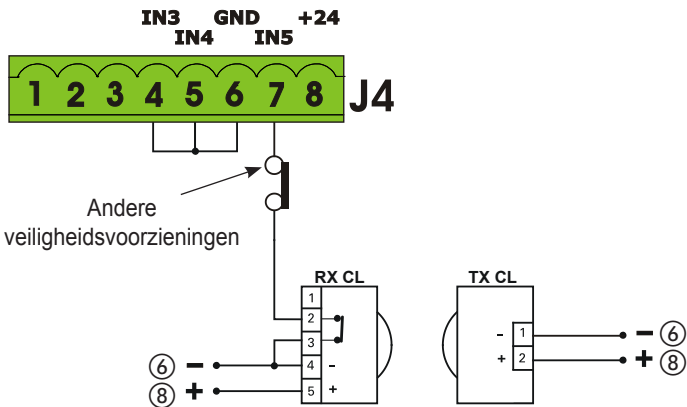 IN3 GND +24
IN4 IN5
1 2 3 4 5 6 7 8 J4
Andere
veiligheidsvoorzieningen
RX CL
1
2
3
4 -
5 +
⑥ -
⑧ +
TX CL
- 1
+ 2
- ⑥
+ ⑧